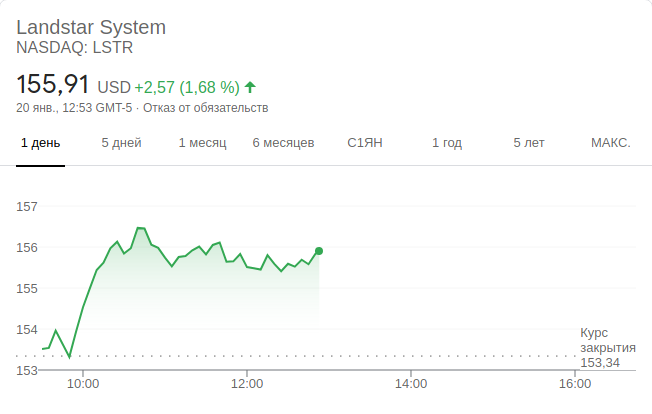 Landstar System
NASDAQ: LSTR
155,91 USD +2,57 (1,68 %)
20 янв., 12:53 GMT-5 · Отказ от обязательств
1 день 5 дней 1 месяц 6 месяцев С1ЯН 1 год 5 лет МАКС.
157
156
155
154
153
Курс
закрытия
153,34
10:00 12:00 14:00 16:00